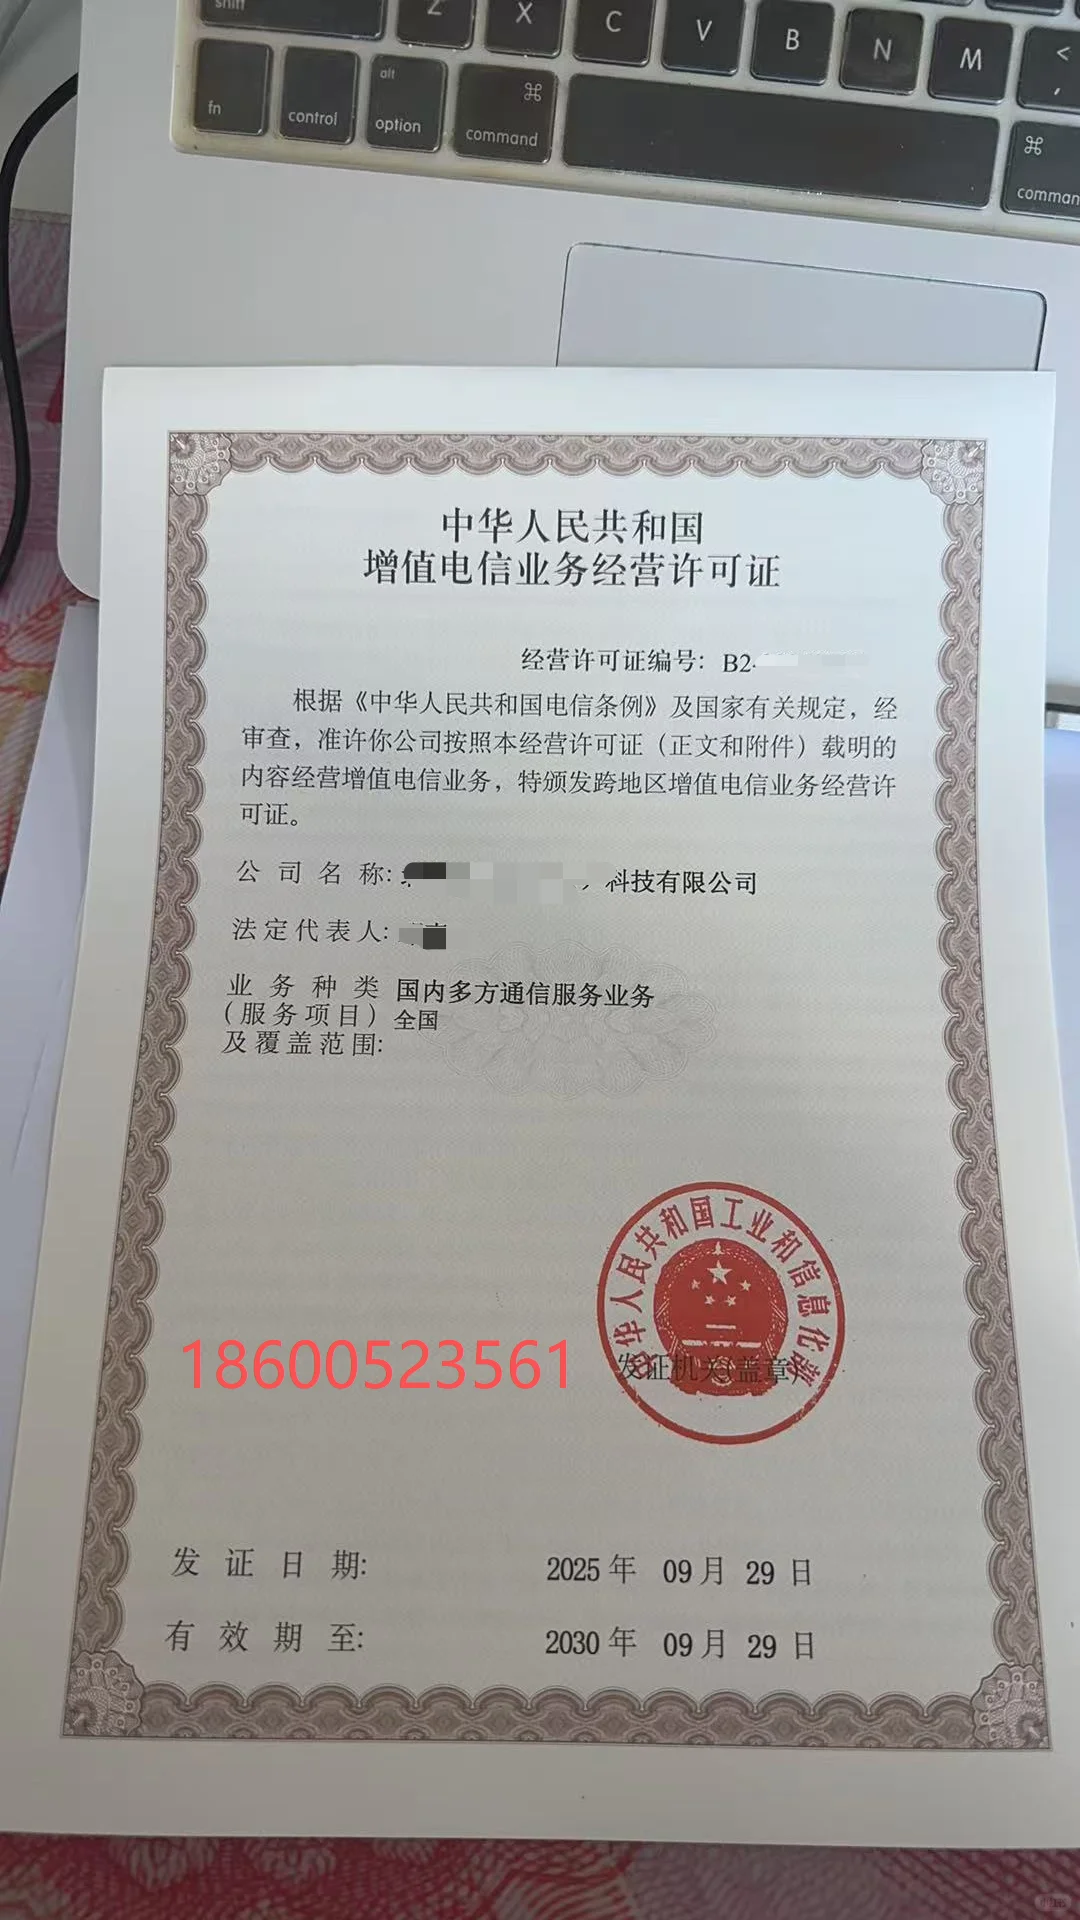 shift Z X C V B N M < ,
fn control alt option ⌘ command ⌘ comman
中华人民共和国
增值电信业务经营许可证
经营许可证编号: B2-
根据《中华人民共和国电信条例》及国家有关规定，经
审查，准许你公司按照本经营许可证（正文和附件）载明的
内容经营增值电信业务，特颁发跨地区增值电信业务经营许
可证。
公司名称: 科技有限公司
法定代表人:
业务种类 国内多方通信服务业务
（服务项目）全国
及覆盖范围:
中华人民共和国工业和信息化部
18600523561
发证机关(盖章)
发证日期: 2025年 09月 29日
有效期至: 2030年 09月 29日